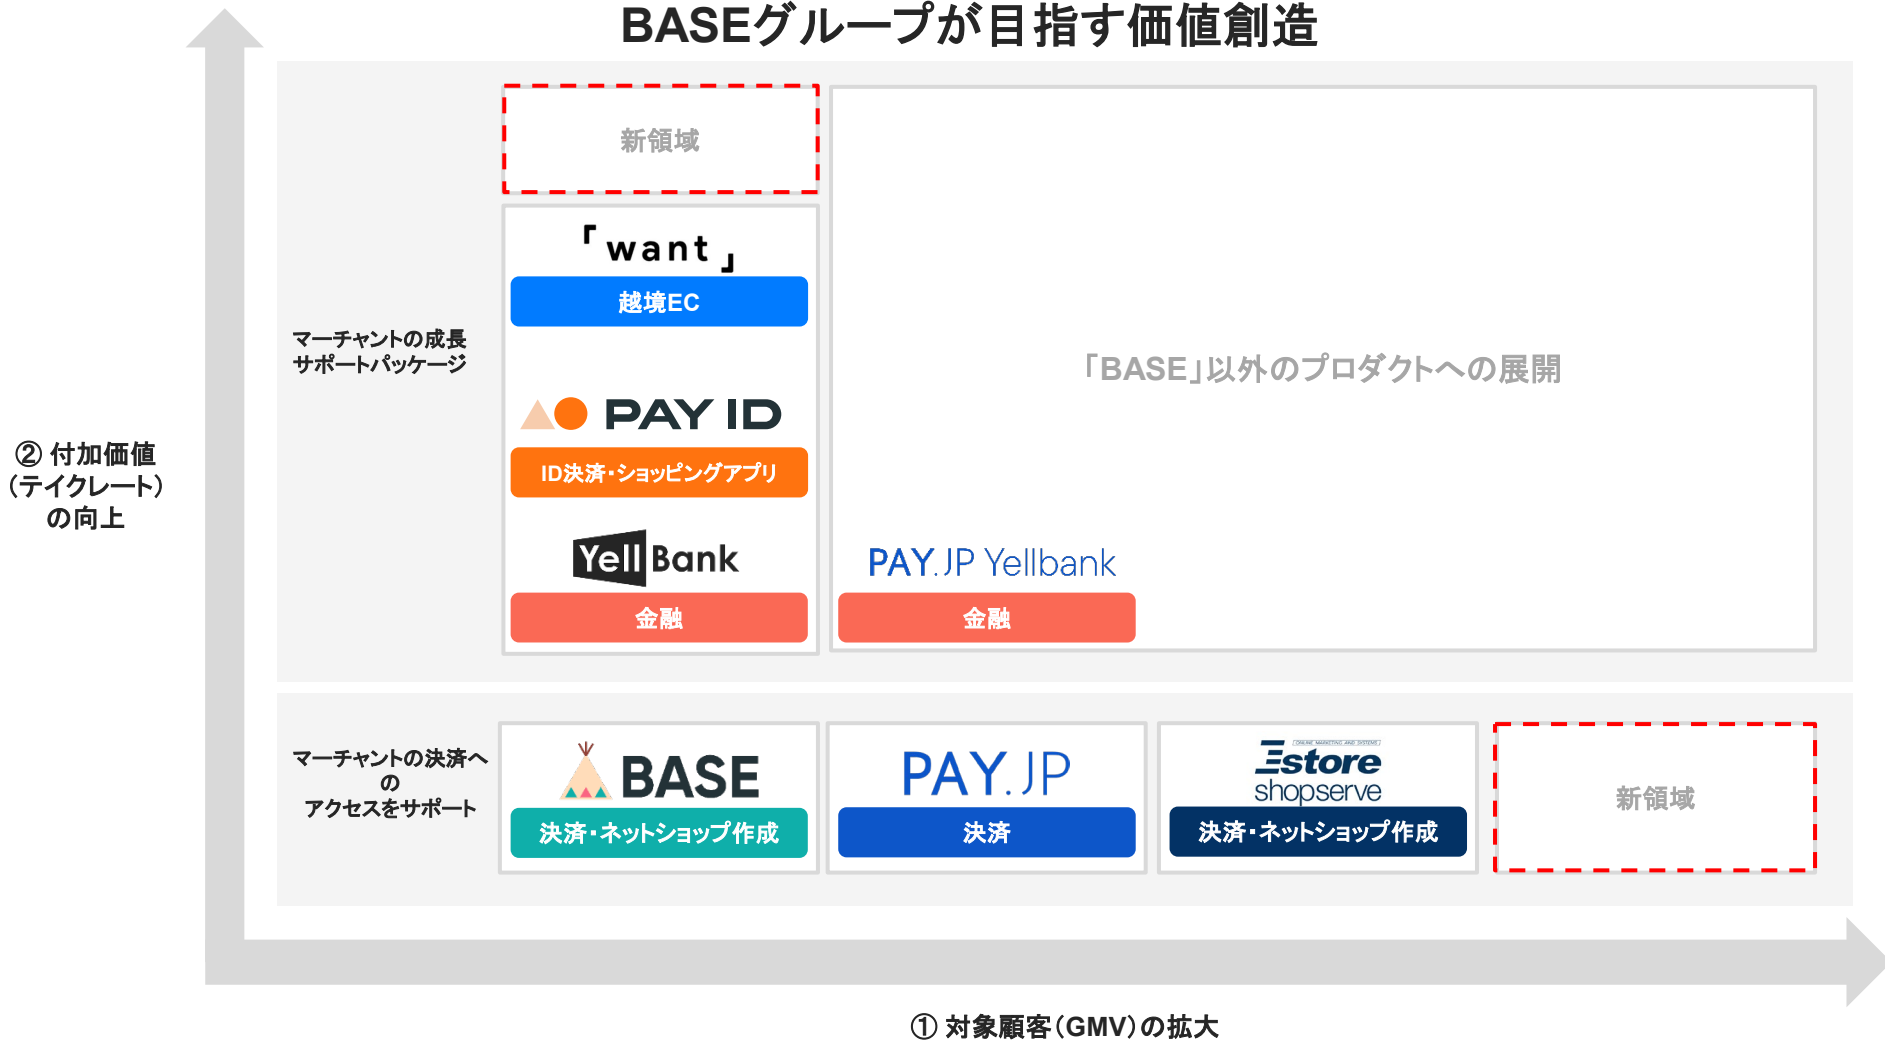 BASEグループが目指す価値創造
新領域
「want」
越境EC
マーチャントの成長
サポートパッケージ
PAY ID
ID決済・ショッピングアプリ
YellBank
金融
「BASE」以外のプロダクトへの展開
PAY.JP Yellbank
金融
② 付加価値
（テイクレート）
の向上
マーチャントの決済へ
の
アクセスをサポート
BASE
決済・ネットショップ作成
PAY.JP
決済
ONLINE MARKETING AND SYSTEMS
Estore
shopserve
決済・ネットショップ作成
新領域
① 対象顧客（GMV）の拡大